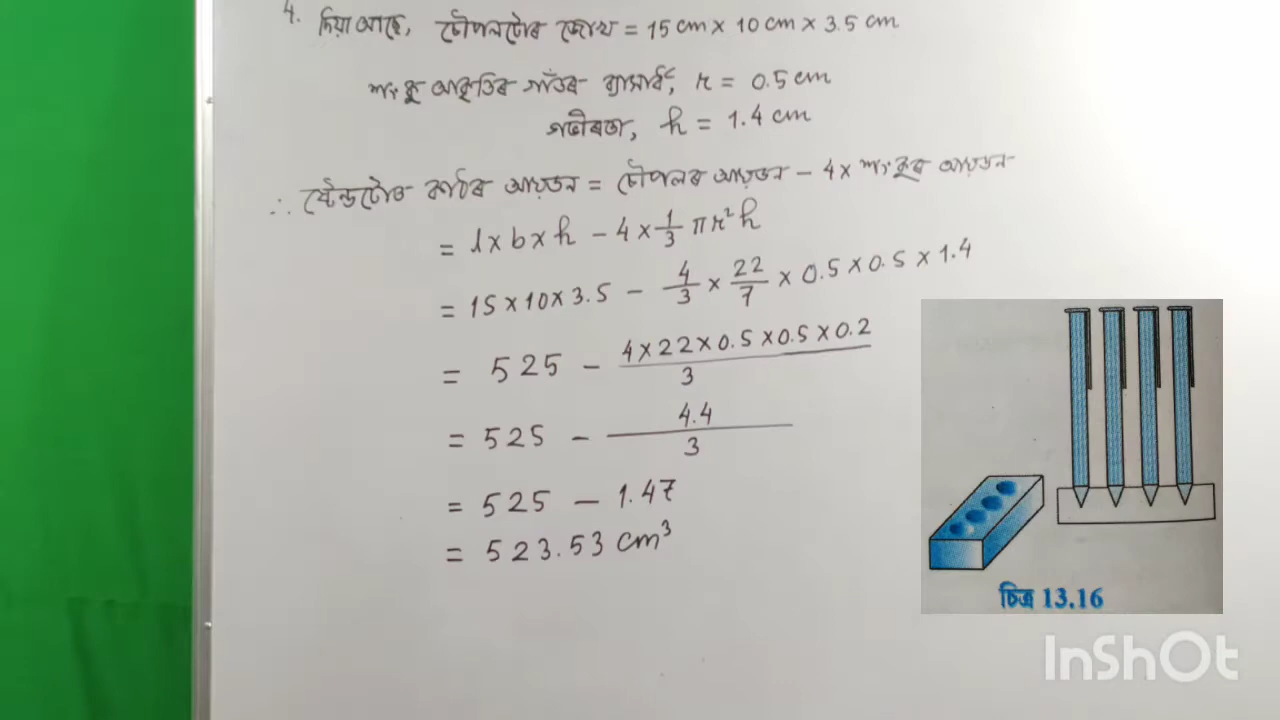 4. দিয়া আছে, চৌপলটোৰ জোখ = 15 cm × 10 cm × 3.5 cm
শংকু আকৃতিৰ গাঁতৰ ব্যাসাৰ্ধ, r = 0.5 cm
গভীৰতা, h = 1.4 cm
∴ ষ্টেন্ডটোত কাঠৰ আয়তন = চৌপলৰ আয়তন − 4 × শংকুৰ আয়তন
= l × b × h − 4 × 1/3 πr²h
= 15 × 10 × 3.5 − 4/3 × 22/7 × 0.5 × 0.5 × 1.4
= 525 − 4 × 22 × 0.5 × 0.5 × 0.2 / 3
= 525 − 4.4 / 3
= 525 − 1.47
= 523.53 cm³
চিত্ৰ 13.16
InShOt